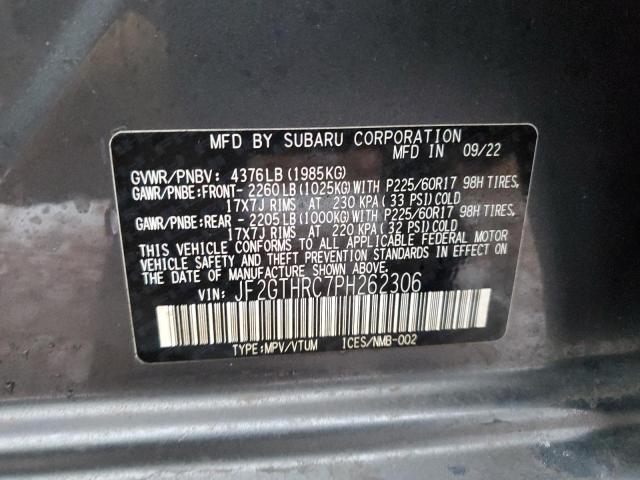 MFD BY SUBARU CORPORATION
MFD IN 09/22
GVWR/PNBV: 4376LB (1985KG)
GAWR/PNBE:FRONT- 2260LB (1025KG) WITH P225/60R17 98H TIRES,
17X7J RIMS AT 230 KPA (33 PSI) COLD
GAWR/PNBE:REAR - 2205LB (1000KG) WITH P225/60R17 98H TIRES,
17X7J RIMS AT 220 KPA (32 PSI) COLD
THIS VEHICLE CONFORMS TO ALL APPLICABLE FEDERAL MOTOR
VEHICLE SAFETY AND THEFT PREVENTION STANDARDS IN EFFECT ON
THE DATE OF MANUFACTURE SHOWN ABOVE.
VIN: JF2GTHRC7PH262306
TYPE:MPV/VTUM ICES/NMB-002